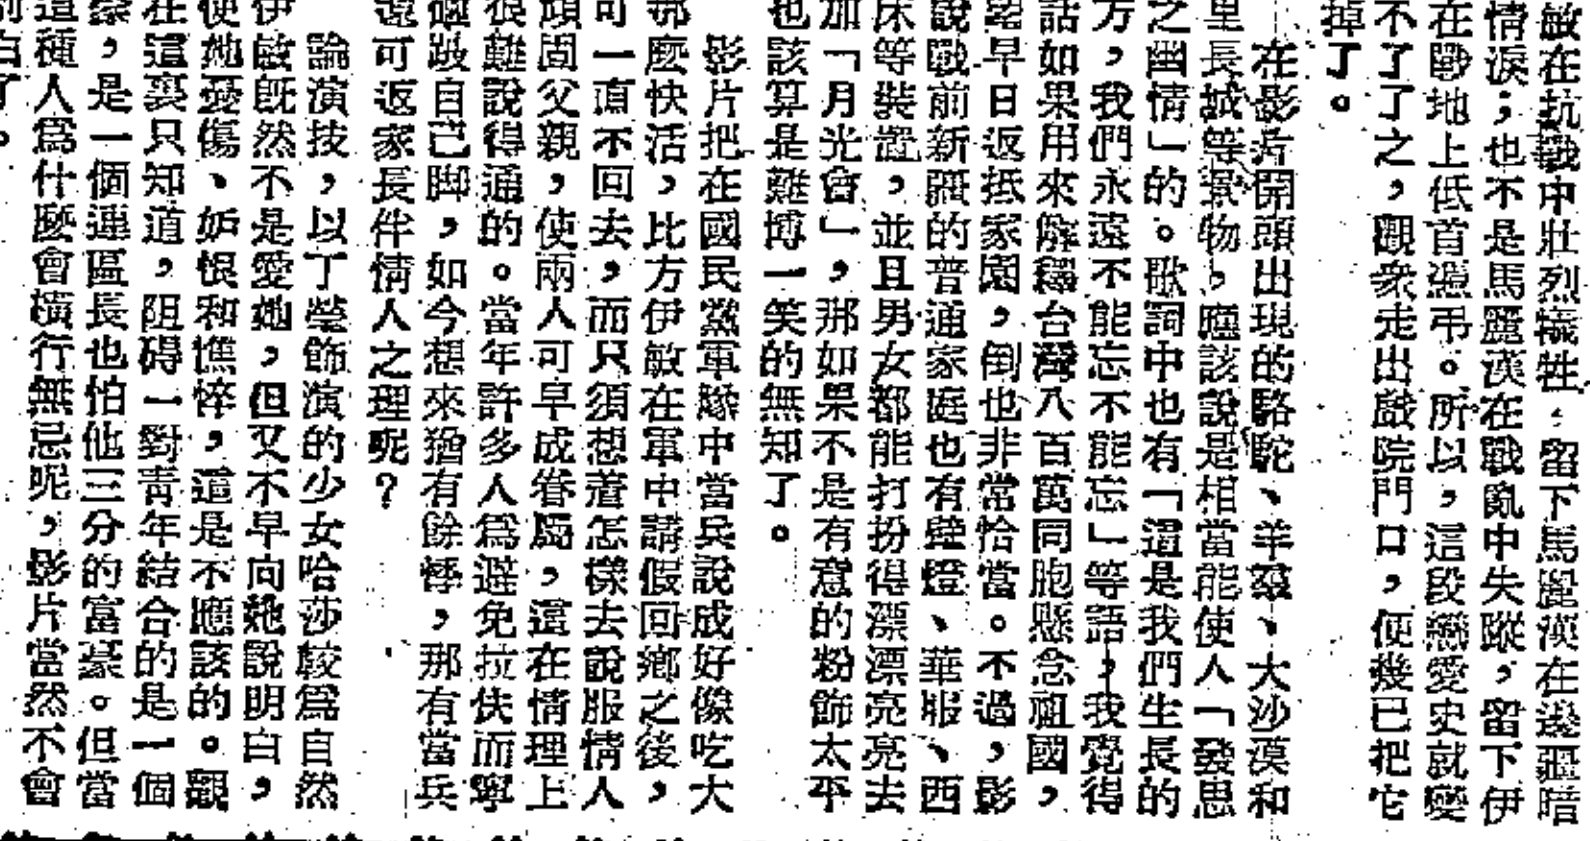 敏在抗戰中壯烈犧牲，留下馬麗漢在邊疆暗
情淚；也不是馬麗漢在戰亂中失蹤，留下伊
在戰地上低首憑弔。所以，這段戀愛史就變
不了了之，觀衆走出戲院門口，便幾已把它
掉了。
在影片開頭出現的駱駝、羊羣、大沙漠和
里長城等景物，應該說是相當能使人「發思
之幽情」的。歌詞中也有「這是我們生長的
方，我們永遠不能忘不能忘」等語，我覺得
話如果用來解釋台灣八百萬同胞懸念祖國，
早日返抵家園，倒也非常恰當。不過，影
說戰前新疆的普通家庭也有壁燈、華服、西
床等裝置，並且男女都能打扮得漂漂亮亮去
加「月光會」，那如果不是有意的粉飾太平
也該算是難博一笑的無知了。
影片把在國民黨軍隊中當兵說成好像吃大
那麼快活，比方伊敏在軍中請假回鄉之後，
可一直不回去，而只須想着怎樣去說服情人
頑固父親，使兩人可早成眷屬，這在情理上
很難說得通的。當年許多人爲避免拉伕而寧
跛自己脚，如今想來猶有餘悸，那有當兵
還可返家長伴情人之理呢？
論演技，以丁瑩飾演的少女哈莎較爲自然
伊敏既然不是愛她，但又不早向她說明白，
使她憂傷、妒恨和憔悴，這是不應該的。觀
在這裏只知道，阻碍一對靑年結合的是一個
，是一個連區長也怕他三分的富豪。但當
這種人爲什麼會橫行無忌呢，影片當然不會
前白了。